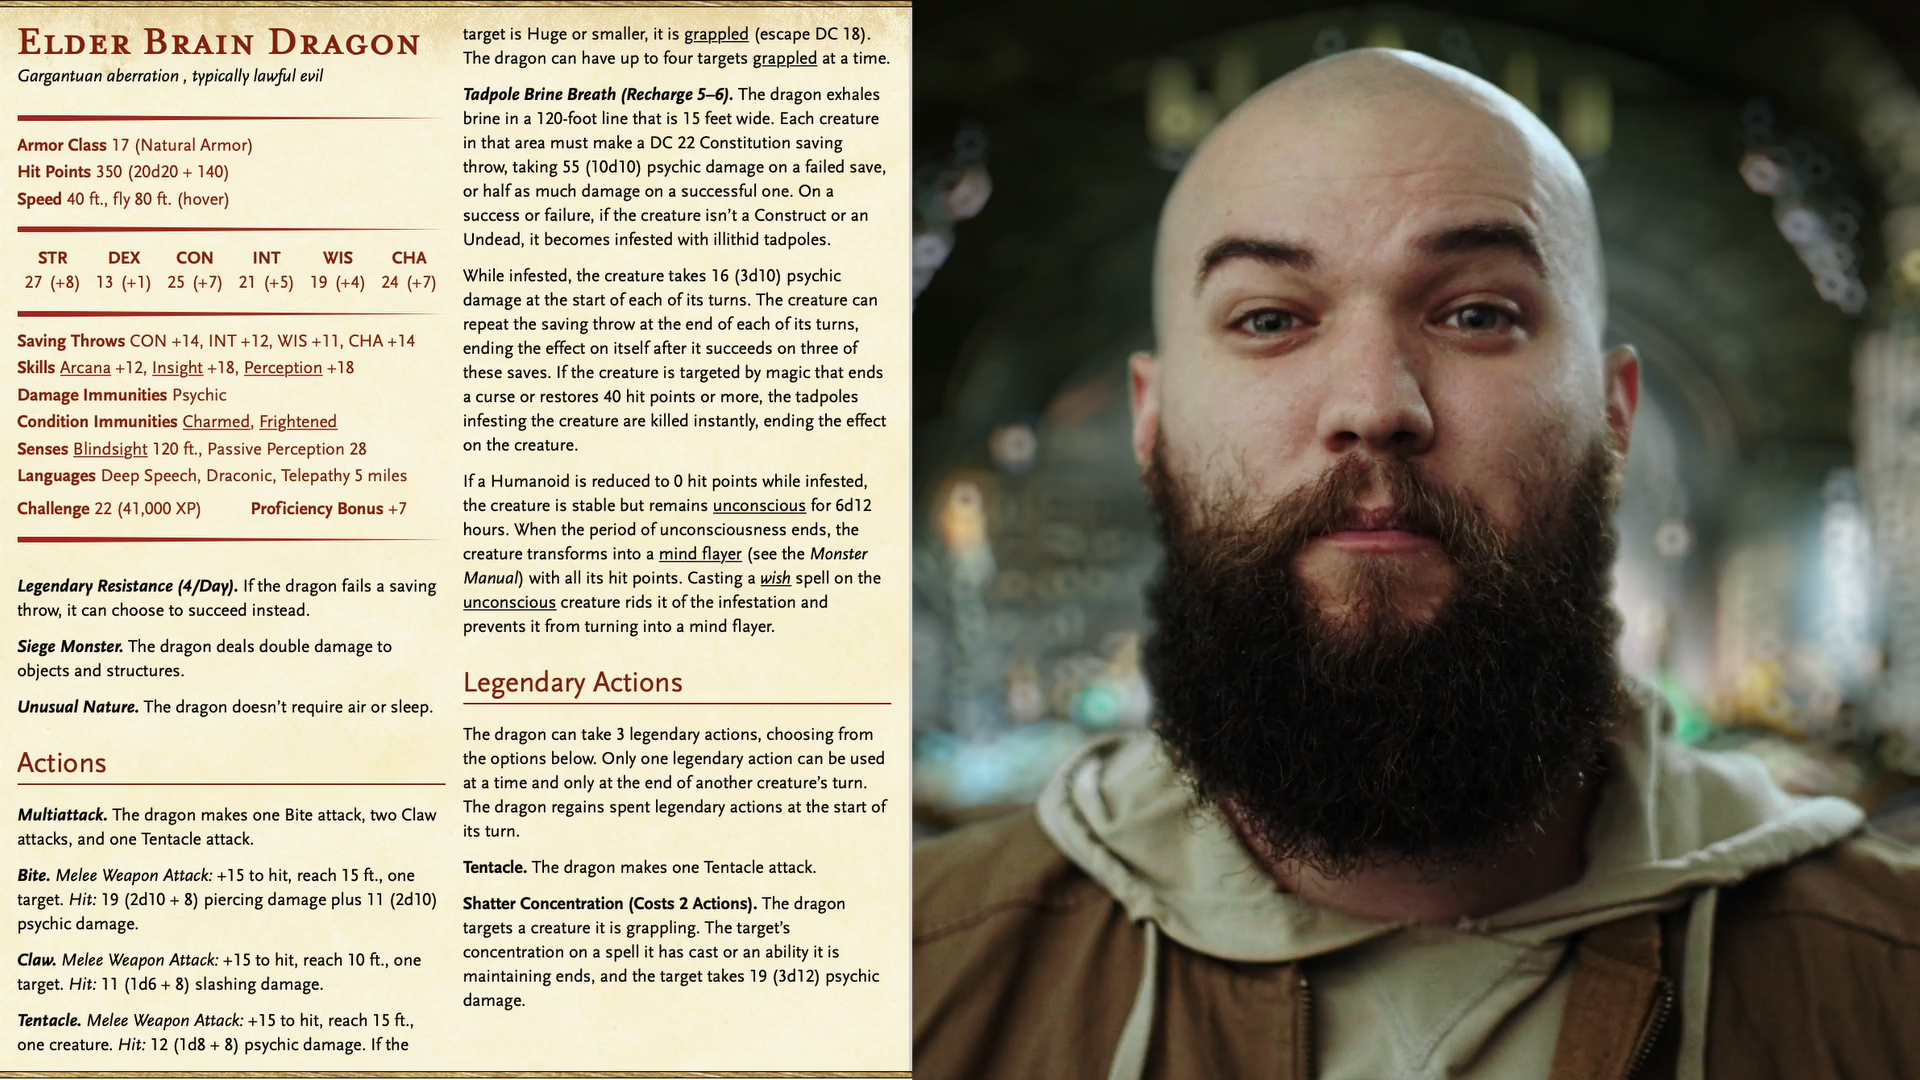 Elder Brain Dragon
Gargantuan aberration , typically lawful evil
Armor Class 17 (Natural Armor)
Hit Points 350 (20d20 + 140)
Speed 40 ft., fly 80 ft. (hover)
STR DEX CON INT WIS CHA
27 (+8) 13 (+1) 25 (+7) 21 (+5) 19 (+4) 24 (+7)
Saving Throws CON +14, INT +12, WIS +11, CHA +14
Skills Arcana +12, Insight +18, Perception +18
Damage Immunities Psychic
Condition Immunities Charmed, Frightened
Senses Blindsight 120 ft., Passive Perception 28
Languages Deep Speech, Draconic, Telepathy 5 miles
Challenge 22 (41,000 XP) Proficiency Bonus +7
Legendary Resistance (4/Day). If the dragon fails a saving
throw, it can choose to succeed instead.
Siege Monster. The dragon deals double damage to
objects and structures.
Unusual Nature. The dragon doesn't require air or sleep.
Actions
Multiattack. The dragon makes one Bite attack, two Claw
attacks, and one Tentacle attack.
Bite. Melee Weapon Attack: +15 to hit, reach 15 ft., one
target. Hit: 19 (2d10 + 8) piercing damage plus 11 (2d10)
psychic damage.
Claw. Melee Weapon Attack: +15 to hit, reach 10 ft., one
target. Hit: 11 (1d6 + 8) slashing damage.
Tentacle. Melee Weapon Attack: +15 to hit, reach 15 ft.,
one creature. Hit: 12 (1d8 + 8) psychic damage. If the
target is Huge or smaller, it is grappled (escape DC 18).
The dragon can have up to four targets grappled at a time.
Tadpole Brine Breath (Recharge 5–6). The dragon exhales
brine in a 120-foot line that is 15 feet wide. Each creature
in that area must make a DC 22 Constitution saving
throw, taking 55 (10d10) psychic damage on a failed save,
or half as much damage on a successful one. On a
success or failure, if the creature isn't a Construct or an
Undead, it becomes infested with illithid tadpoles.
While infested, the creature takes 16 (3d10) psychic
damage at the start of each of its turns. The creature can
repeat the saving throw at the end of each of its turns,
ending the effect on itself after it succeeds on three of
these saves. If the creature is targeted by magic that ends
a curse or restores 40 hit points or more, the tadpoles
infesting the creature are killed instantly, ending the effect
on the creature.
If a Humanoid is reduced to 0 hit points while infested,
the creature is stable but remains unconscious for 6d12
hours. When the period of unconsciousness ends, the
creature transforms into a mind flayer (see the Monster
Manual) with all its hit points. Casting a wish spell on the
unconscious creature rids it of the infestation and
prevents it from turning into a mind flayer.
Legendary Actions
The dragon can take 3 legendary actions, choosing from
the options below. Only one legendary action can be used
at a time and only at the end of another creature's turn.
The dragon regains spent legendary actions at the start of
its turn.
Tentacle. The dragon makes one Tentacle attack.
Shatter Concentration (Costs 2 Actions). The dragon
targets a creature it is grappling. The target's
concentration on a spell it has cast or an ability it is
maintaining ends, and the target takes 19 (3d12) psychic
damage.